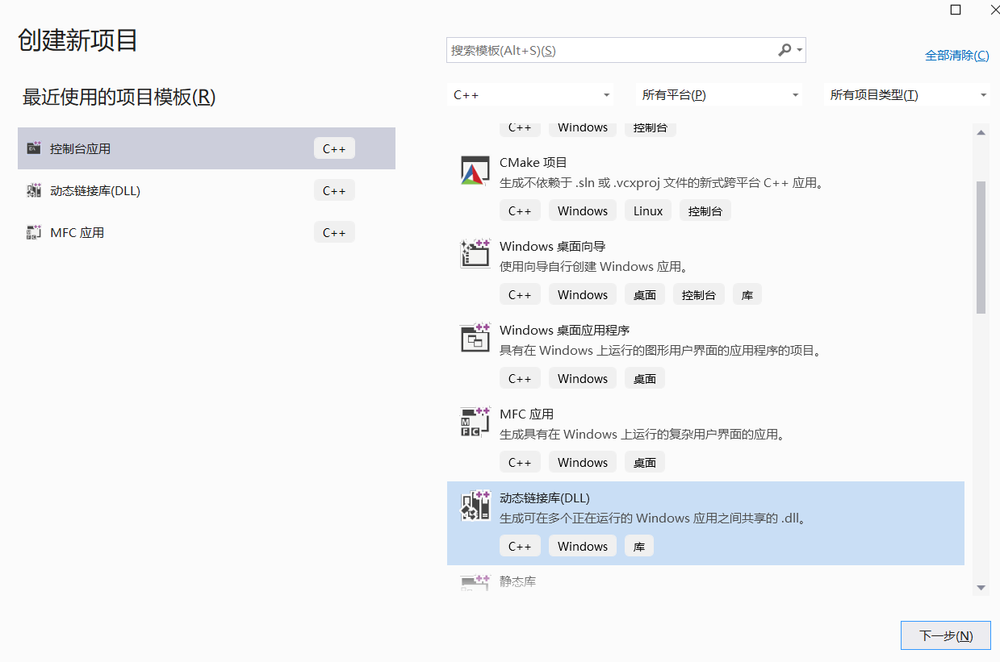 创建新项目
最近使用的项目模板(R)
控制台应用 C++
动态链接库(DLL) C++
MFC 应用 C++
搜索模板(Alt+S)(S)
全部清除(C)
C++ 所有平台(P) 所有项目类型(T)
C++ Windows 控制台
CMake 项目
生成不依赖于 .sln 或 .vcxproj 文件的新式跨平台 C++ 应用。
C++ Windows Linux 控制台
Windows 桌面向导
使用向导自行创建 Windows 应用。
C++ Windows 桌面 控制台 库
Windows 桌面应用程序
具有在 Windows 上运行的图形用户界面的应用程序的项目。
C++ Windows 桌面
MFC 应用
生成具有在 Windows 上运行的复杂用户界面的应用。
C++ Windows 桌面
动态链接库(DLL)
生成可在多个正在运行的 Windows 应用之间共享的 .dll。
C++ Windows 库
静态库
下一步(N)